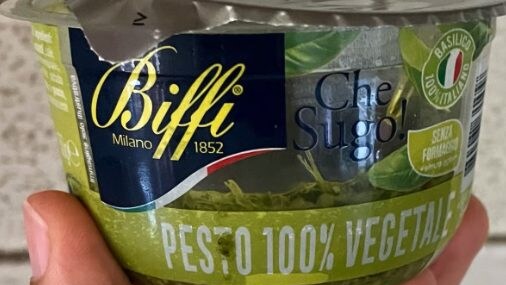 Biffi®
Milano 1852
Che
Sugo!
BASILICO
100% ITALIANO
SENZA
FORMAGGIO
PESTO 100% VEGETALE